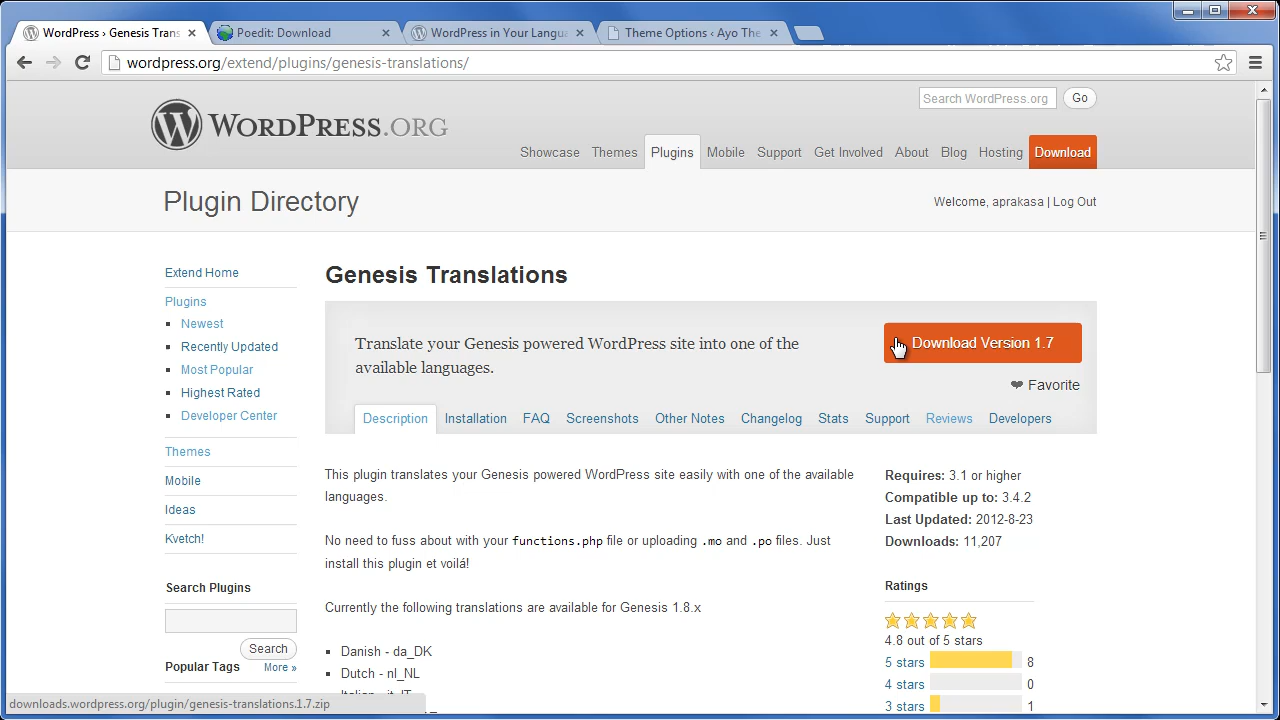 WordPress › Genesis Trans
Poedit: Download
WordPress in Your Langua
Theme Options ‹ Ayo The
wordpress.org/extend/plugins/genesis-translations/
Search WordPress.org
Go
WORDPRESS.ORG
Showcase
Themes
Plugins
Mobile
Support
Get Involved
About
Blog
Hosting
Download
Plugin Directory
Welcome, aprakasa | Log Out
Extend Home
Plugins
Newest
Recently Updated
Most Popular
Highest Rated
Developer Center
Themes
Mobile
Ideas
Kvetch!
Search Plugins
Search
Popular Tags
More »
Genesis Translations
Translate your Genesis powered WordPress site into one of the
available languages.
Download Version 1.7
Favorite
Description
Installation
FAQ
Screenshots
Other Notes
Changelog
Stats
Support
Reviews
Developers
This plugin translates your Genesis powered WordPress site easily with one of the available
languages.
No need to fuss about with your functions.php file or uploading .mo and .po files. Just
install this plugin et voilá!
Currently the following translations are available for Genesis 1.8.x
Danish - da_DK
Dutch - nl_NL
Requires: 3.1 or higher
Compatible up to: 3.4.2
Last Updated: 2012-8-23
Downloads: 11,207
Ratings
4.8 out of 5 stars
5 stars 8
4 stars 0
3 stars 1
downloads.wordpress.org/plugin/genesis-translations.1.7.zip